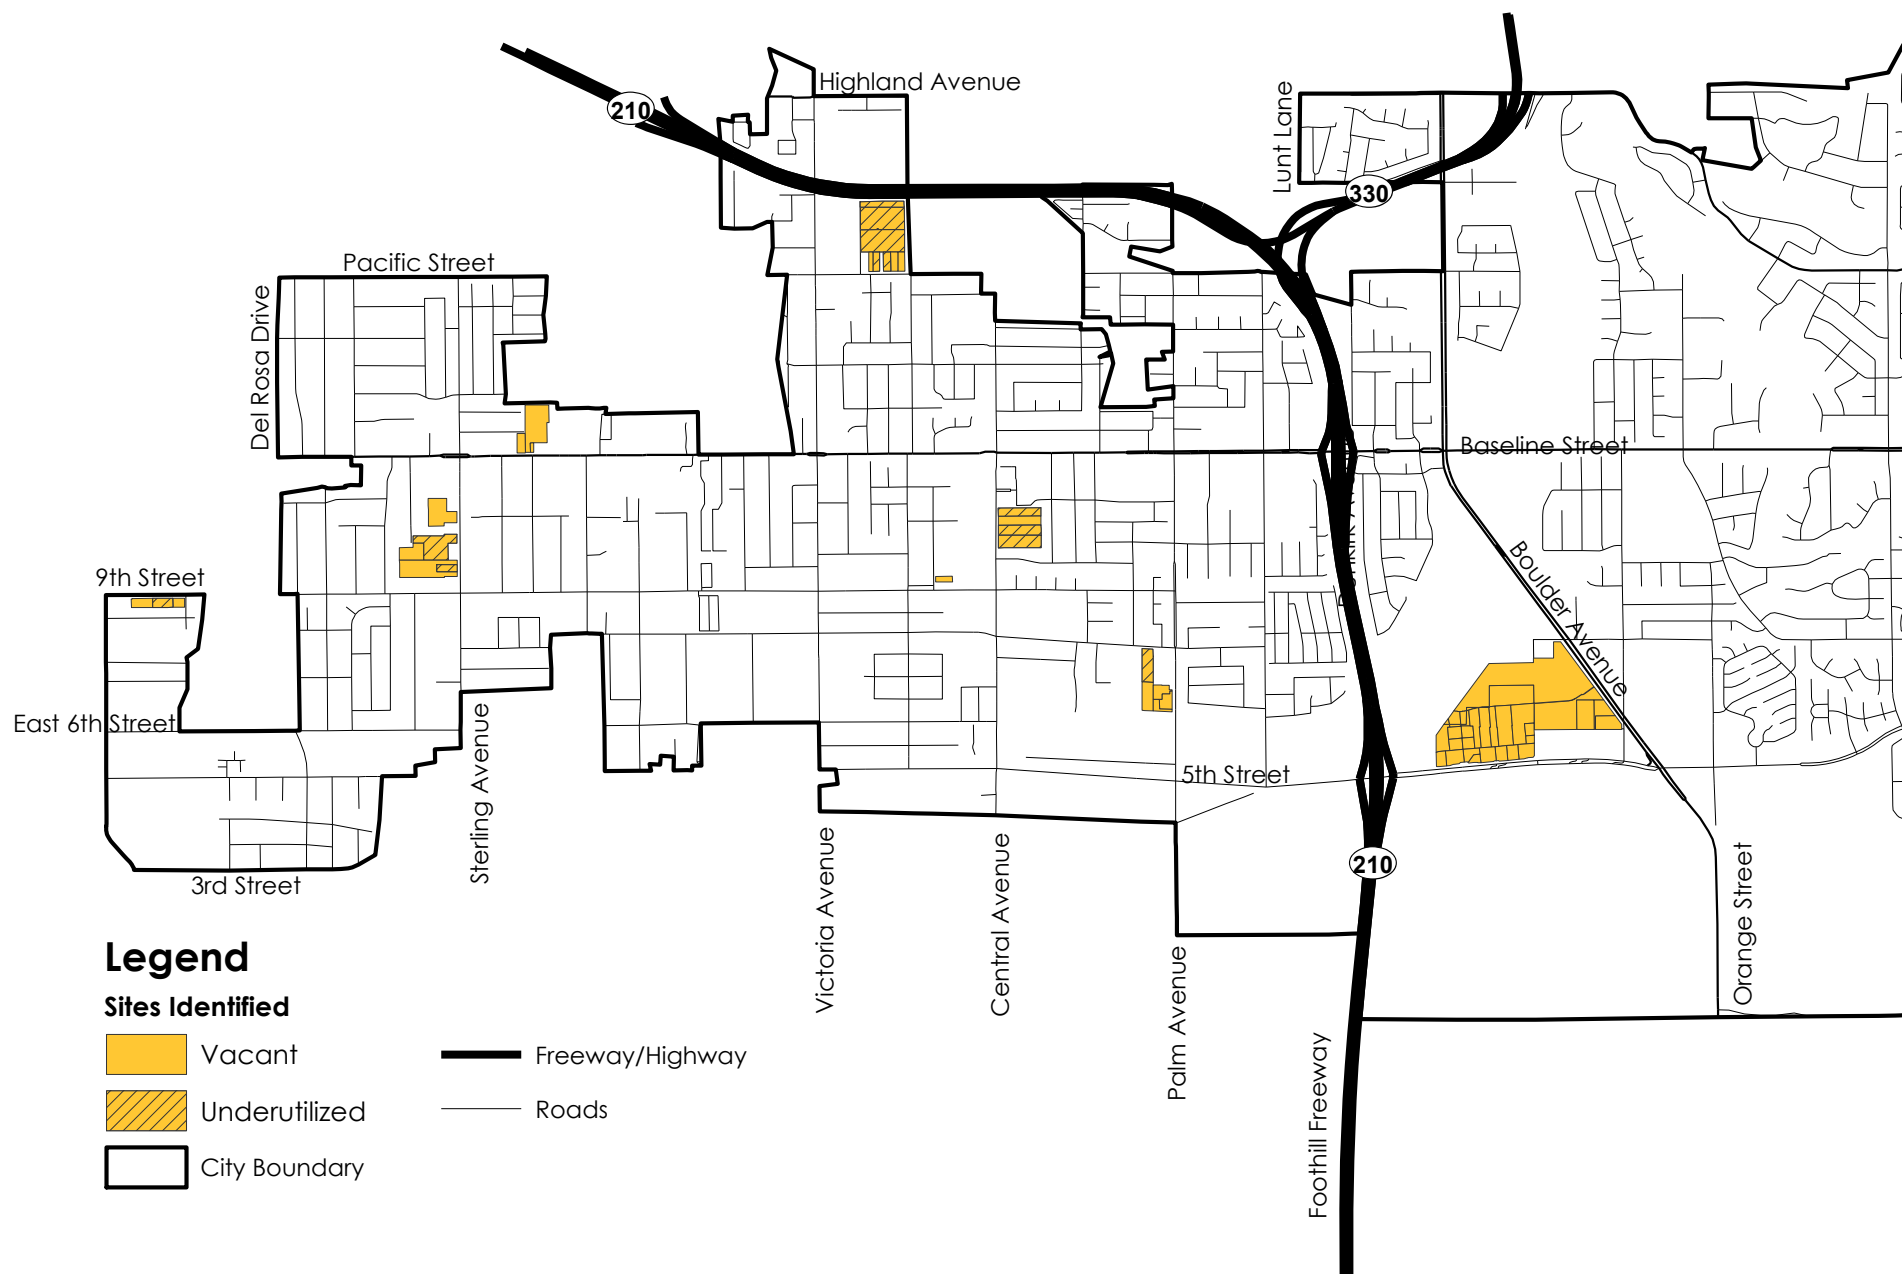 Highland Avenue
210
Lunt Lane
330
Pacific Street
Del Rosa Drive
Baseline Street
Boulder Avenue
9th Street
East 6th Street
Sterling Avenue
5th Street
3rd Street
Victoria Avenue
Central Avenue
Palm Avenue
210
Orange Street
Foothill Freeway
Legend
Sites Identified
Vacant
Freeway/Highway
Underutilized
Roads
City Boundary